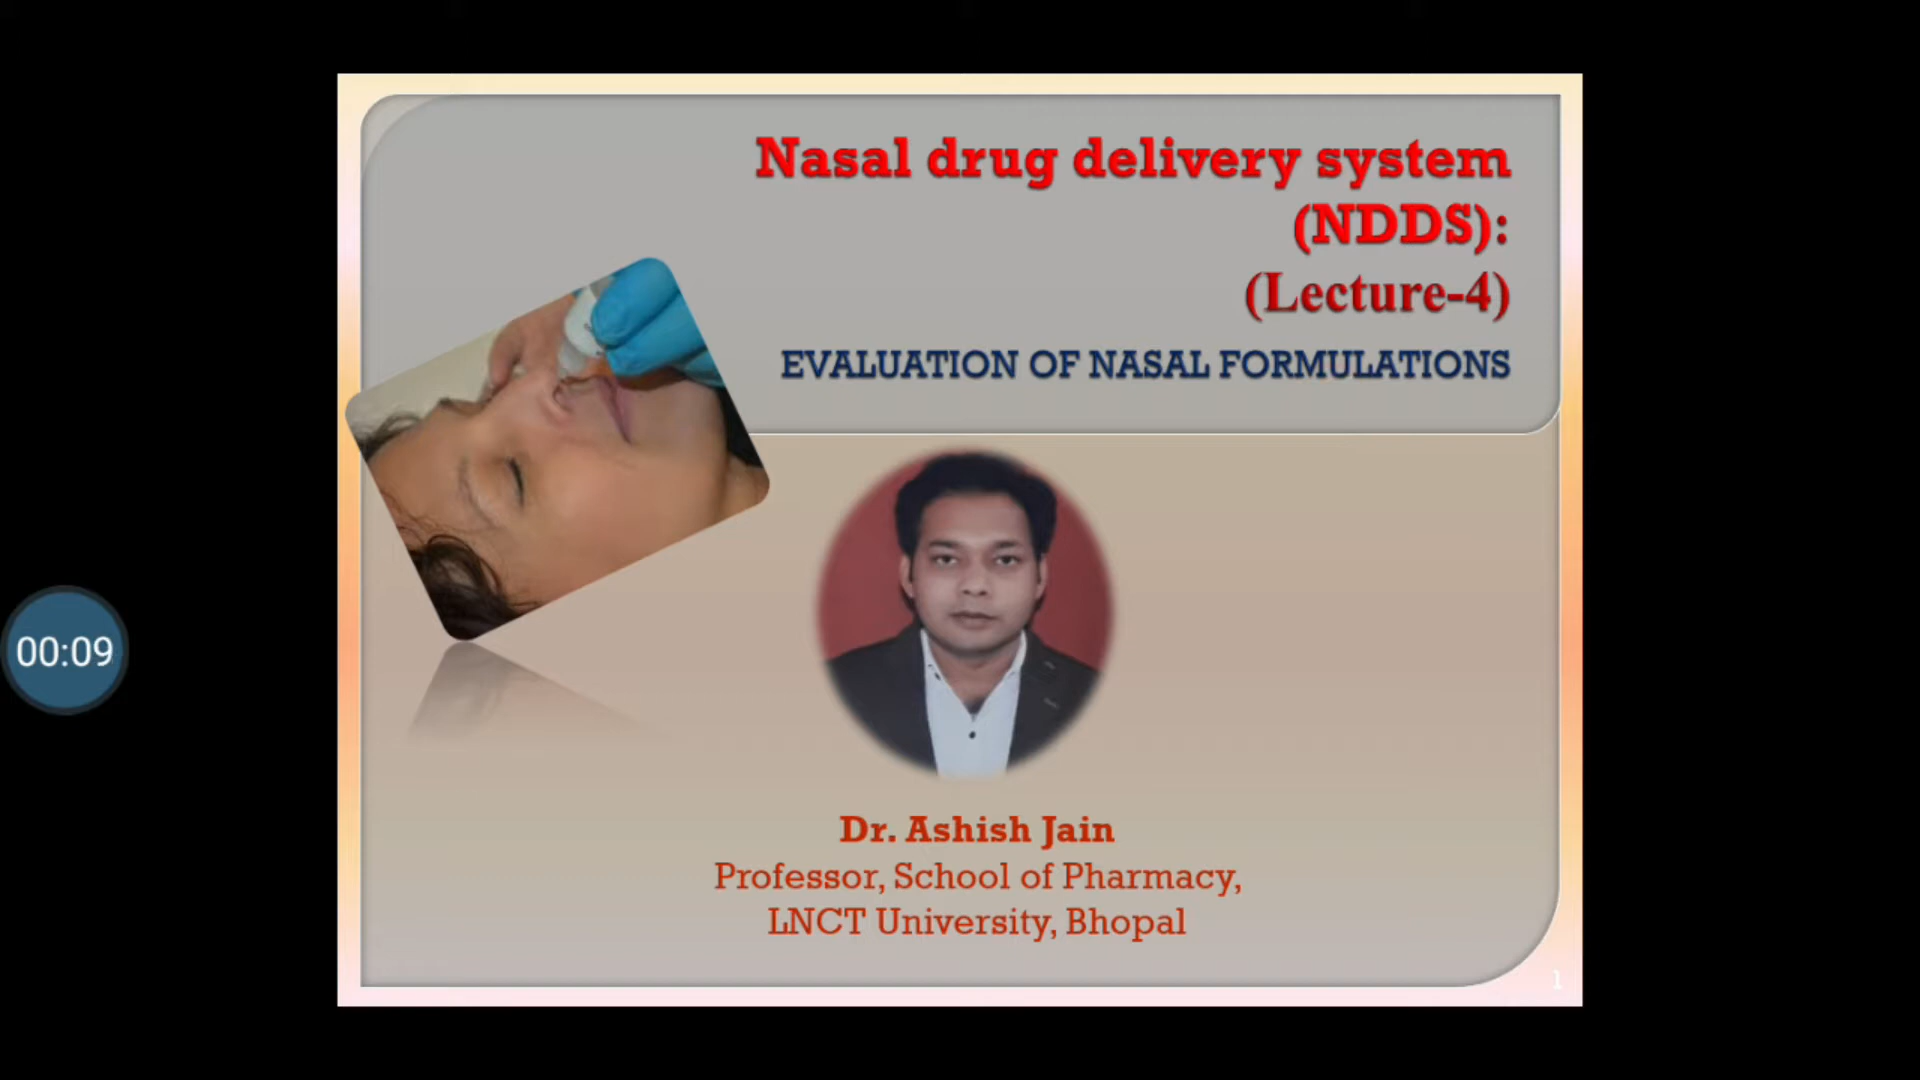 Nasal drug delivery system
(NDDS):
(Lecture-4)
EVALUATION OF NASAL FORMULATIONS
00:09
Dr. Ashish Jain
Professor, School of Pharmacy,
LNCT University, Bhopal
1